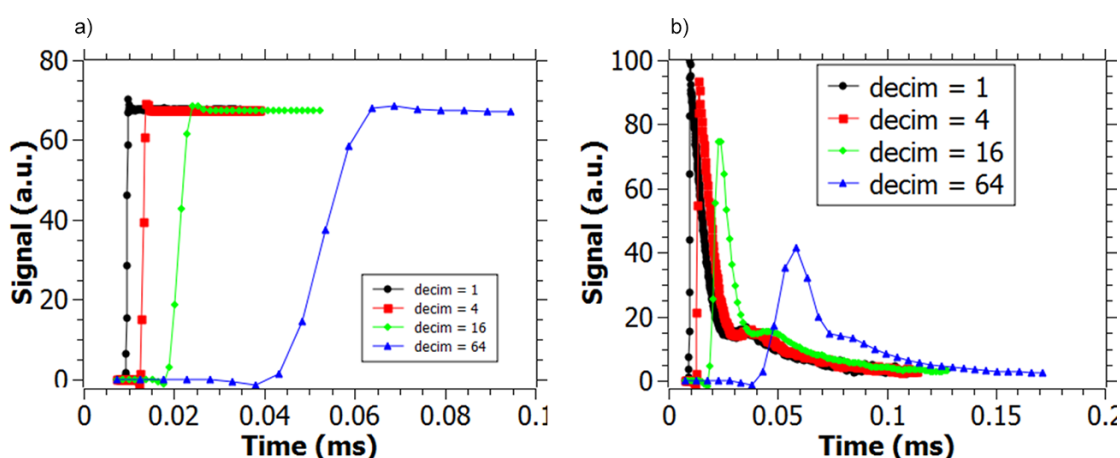 a)
80
60
40
20
0
Signal (a.u.)
decim = 1
decim = 4
decim = 16
decim = 64
0
0.02
0.04
0.06
0.08
0.1
Time (ms)
b)
100
80
60
40
20
0
Signal (a.u.)
decim = 1
decim = 4
decim = 16
decim = 64
0
0.05
0.1
0.15
0.2
Time (ms)